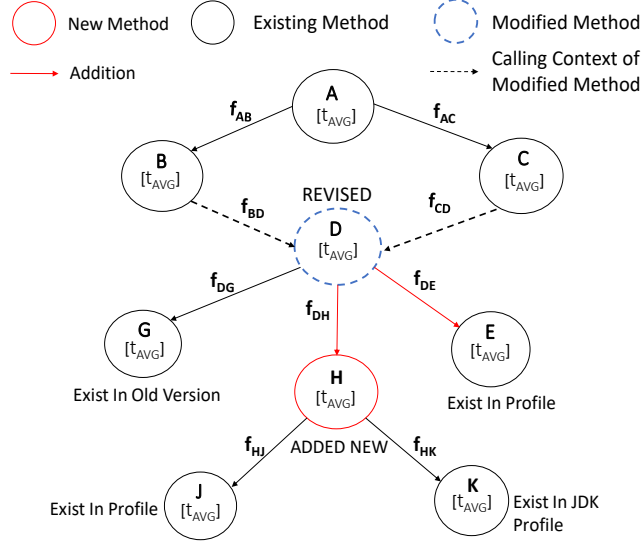 New Method
Existing Method
Modified Method
Addition
Calling Context of
Modified Method
A
[tAVG]
fAB
fAC
B
[tAVG]
C
[tAVG]
fBD
REVISED
fCD
D
[tAVG]
fDG
fDH
fDE
G
[tAVG]
E
[tAVG]
Exist In Old Version
H
[tAVG]
Exist In Profile
fHJ
ADDED NEW
fHK
J
[tAVG]
K
[tAVG]
Exist In Profile
Exist In JDK
Profile